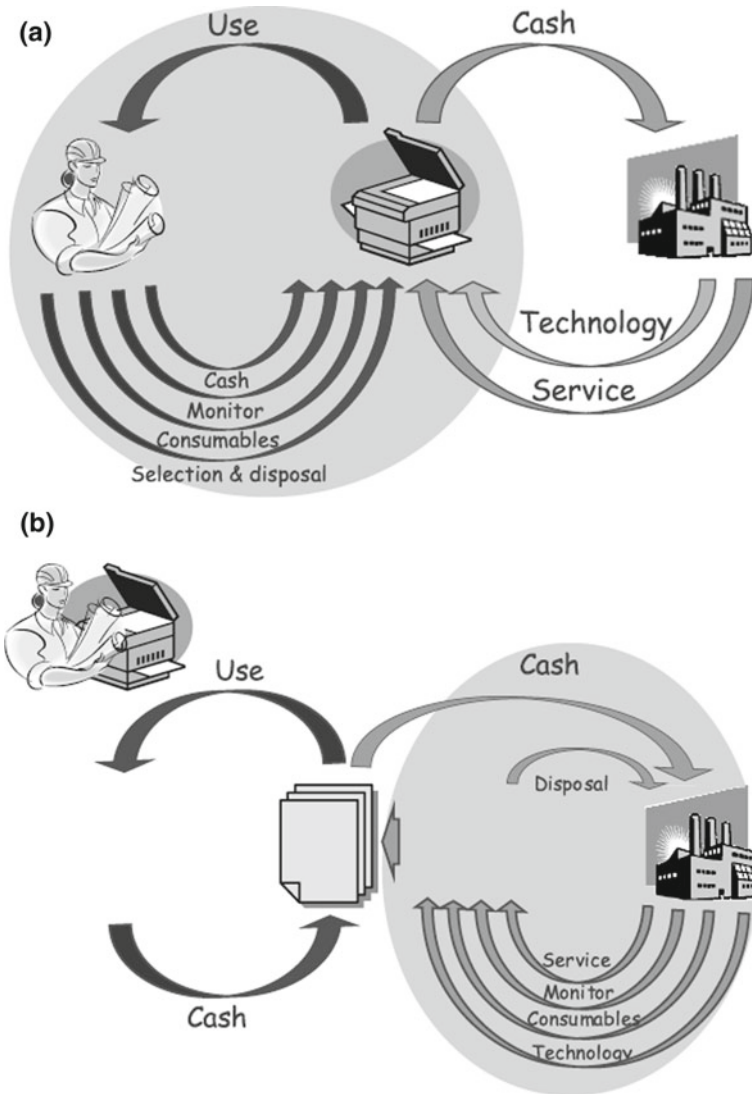 (a)
Use
Cash
Technology
Service
Cash
Monitor
Consumables
Selection & disposal
(b)
Use
Cash
Disposal
Service
Monitor
Consumables
Technology
Cash